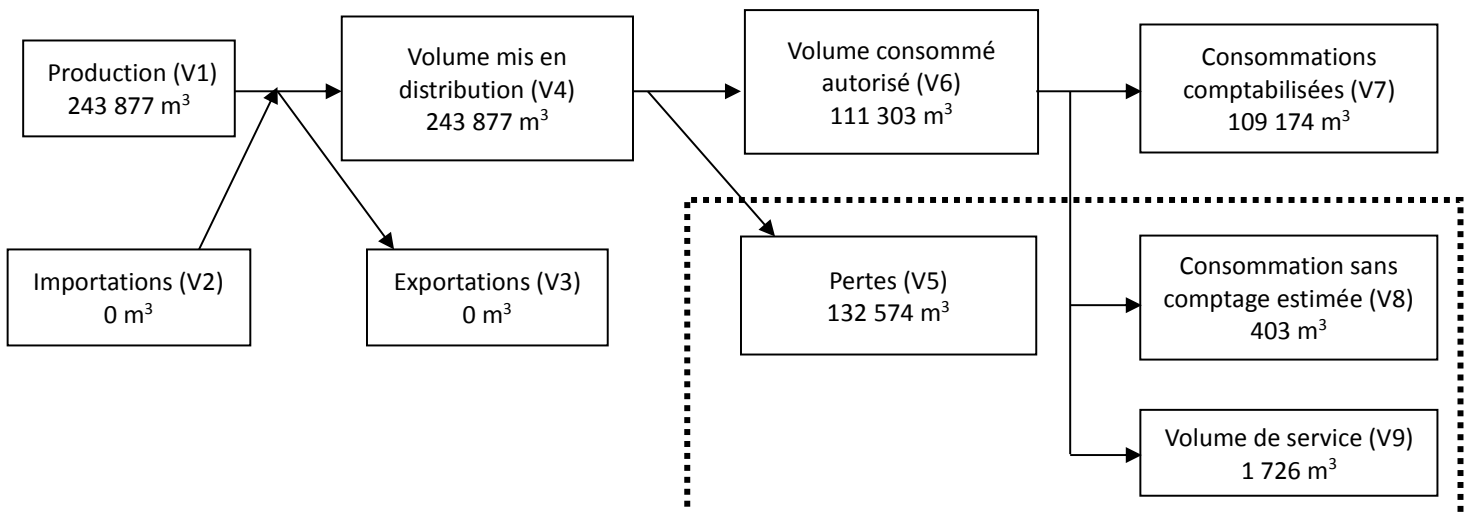 Production (V1)
243 877 m³
Volume mis en
distribution (V4)
243 877 m³
Volume consommé
autorisé (V6)
111 303 m³
Consommations
comptabilisées (V7)
109 174 m³
Importations (V2)
0 m³
Exportations (V3)
0 m³
Pertes (V5)
132 574 m³
Consommation sans
comptage estimée (V8)
403 m³
Volume de service (V9)
1 726 m³